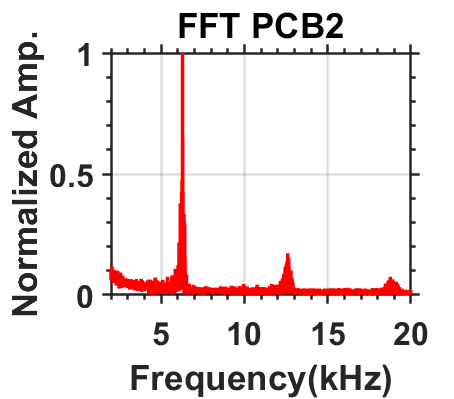 FFT PCB2
Normalized Amp.
1
0.5
0
5 10 15 20
Frequency(kHz)